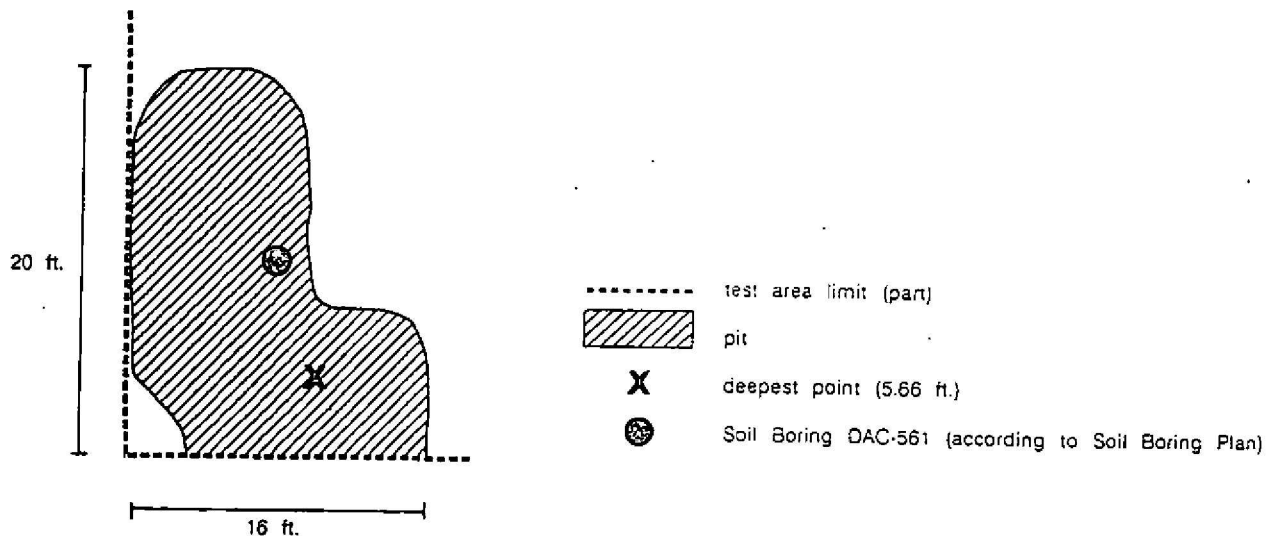 20 ft.
16 ft.
test area limit (part)
pit
X deepest point (5.66 ft.)
Soil Boring OAC-561 (according to Soil Boring Plan)